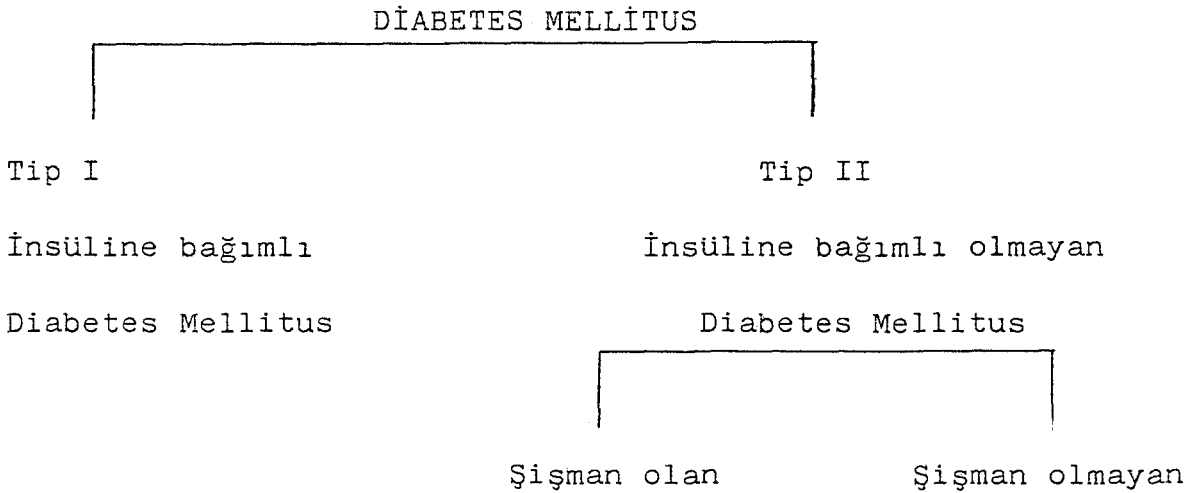 DİABETES MELLİTUS
Tip I Tip II
İnsüline bağımlı İnsüline bağımlı olmayan
Diabetes Mellitus Diabetes Mellitus
Şişman olan Şişman olmayan